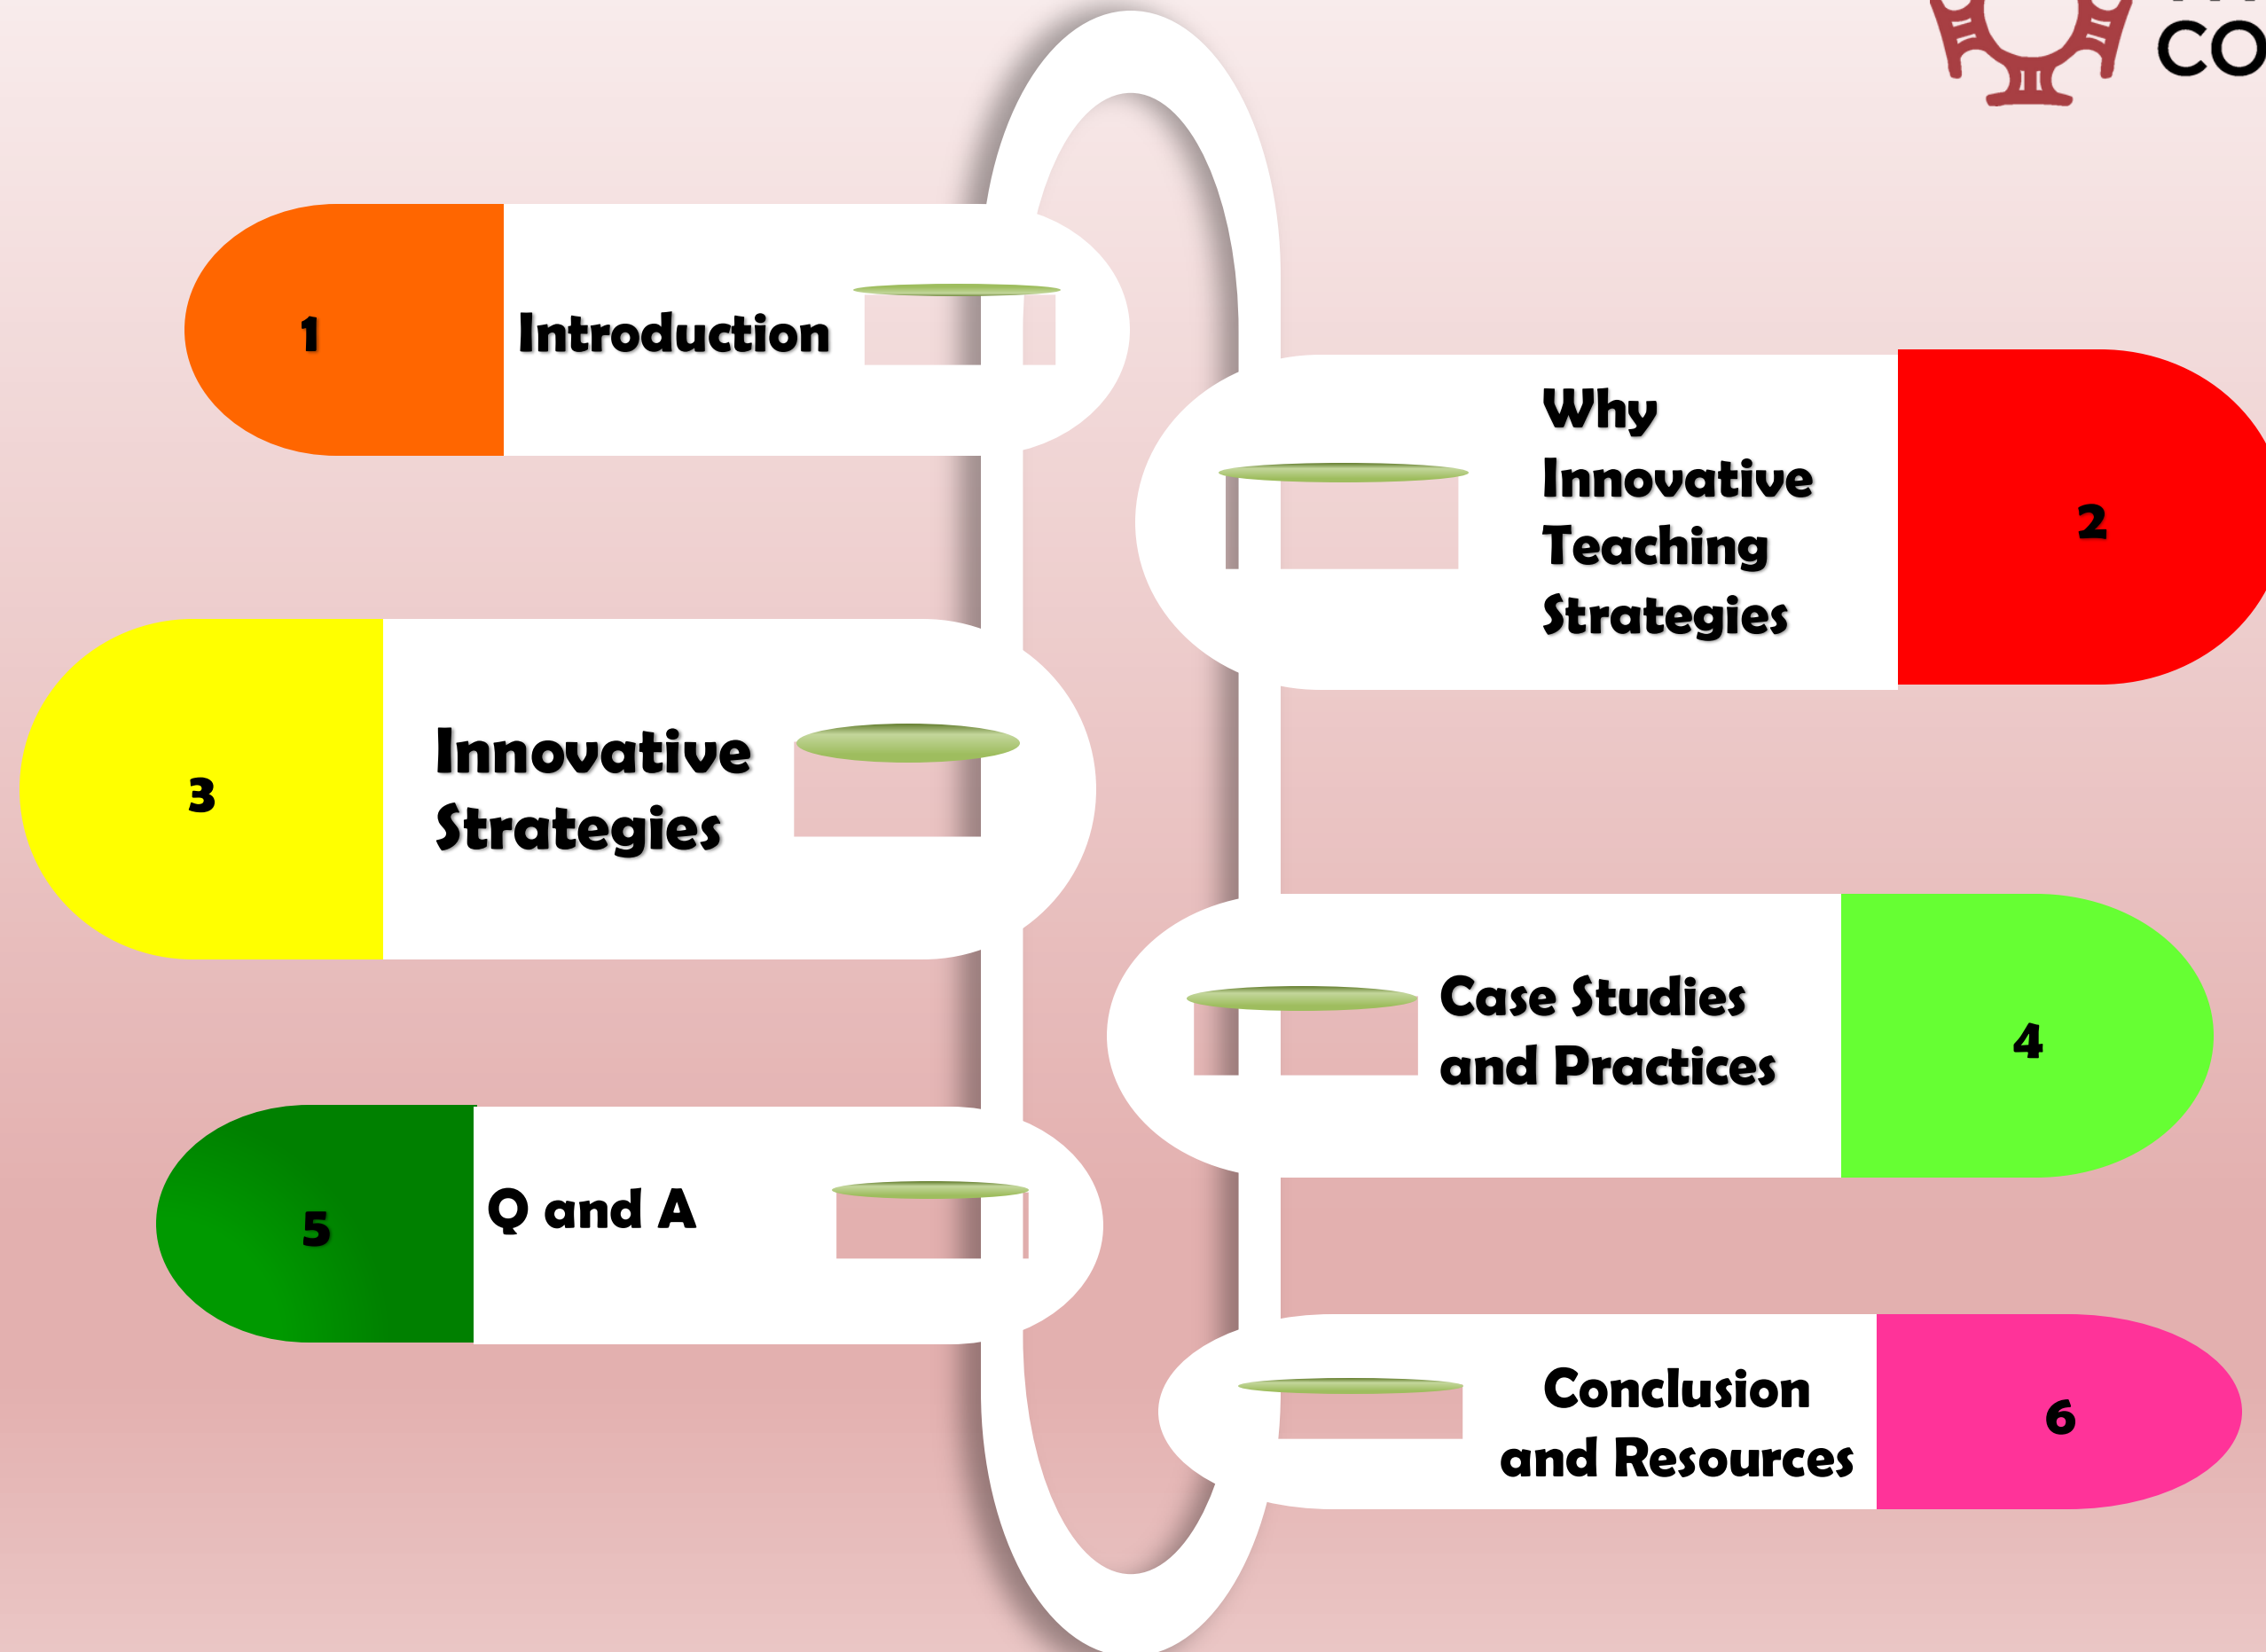 CO
1
Introduction
Why
Innovative
Teaching
Strategies
2
3
Innovative
Strategies
Case Studies
and Practices
4
5
Q and A
Conclusion
and Resources
6